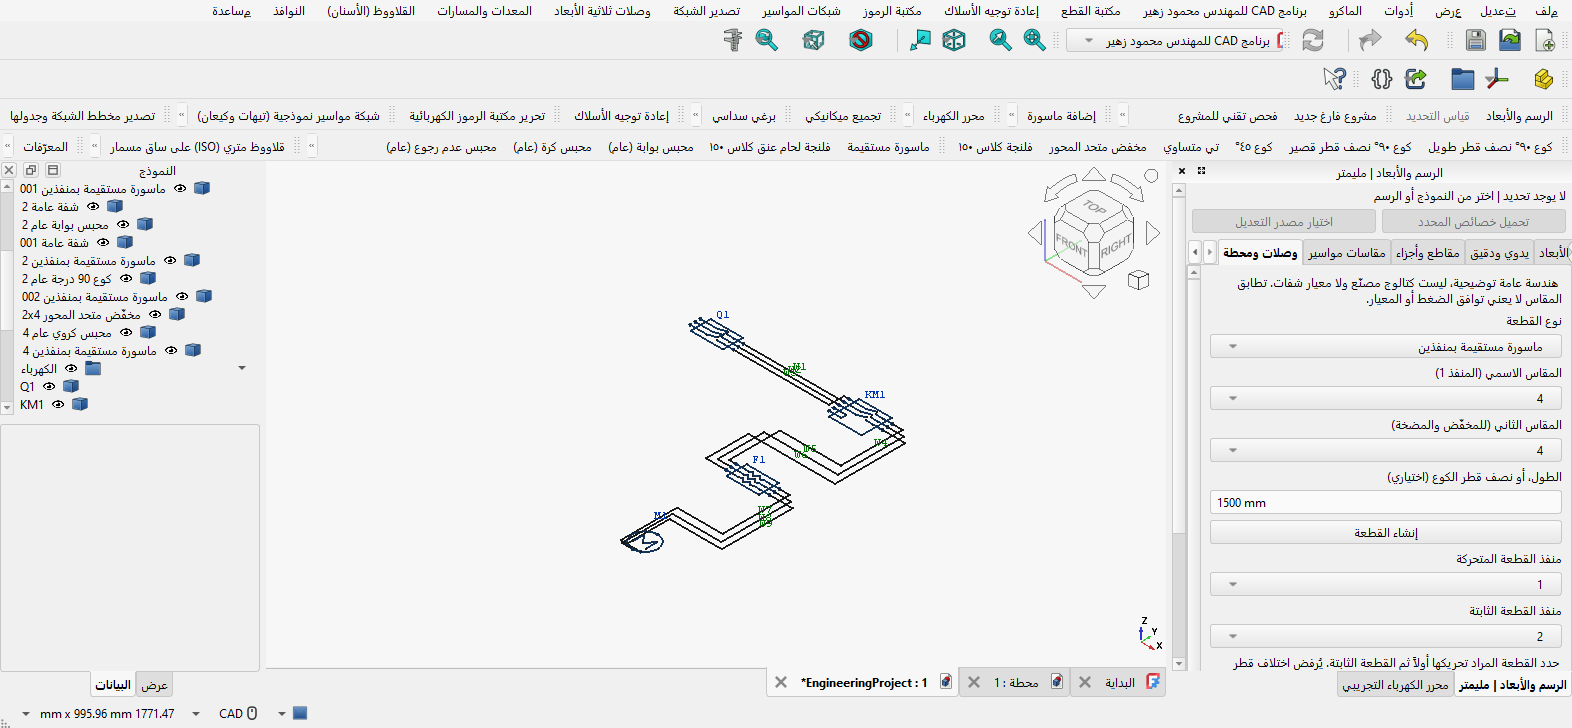 ملف تعديل عرض أدوات الماكرو برنامج CAD للمهندس محمود زهير مكتبة القطع إعادة توجيه الأسلاك مكتبة الرموز شبكات المواسير تصدير الشبكة وصلات ثلاثية الأبعاد المعدات والمسارات القلاووظ (الأسنان) النوافذ مساعدة
برنامج CAD للمهندس محمود زهير
الرسم والأبعاد قياس التحديد مشروع فارغ جديد فحص تقني للمشروع » إضافة ماسورة » محرر الكهرباء » تجميع ميكانيكي برغي سداسي » إعادة توجيه الأسلاك تحرير مكتبة الرموز الكهربائية شبكة مواسير نموذجية (تيهات وكيعان) » تصدير مخطط الشبكة وجدولها
كوع ٩٠° نصف قطر طويل كوع ٩٠° نصف قطر قصير كوع ٤٥° تي متساوي مخفض متحد المحور فلنجة كلاس ١٥٠ ماسورة مستقيمة فلنجة لحام عنق كلاس ١٥٠ محبس بوابة (عام) محبس كرة (عام) محبس عدم رجوع (عام) » قلاووظ متري (ISO) على ساق مسمار » المعرّفات »
النموذج
ماسورة مستقيمة بمنفذين 001
شفة عامة 2
محبس بوابة عام 2
شفة عامة 001
ماسورة مستقيمة بمنفذين 2
كوع 90 درجة عام 2
ماسورة مستقيمة بمنفذين 002
مخفّض متحد المحور 2x4
محبس كروي عام 4
ماسورة مستقيمة بمنفذين 4
الكهرباء
Q1
KM1
عرض البيانات
TOP
FRONT
RIGHT
Q1
KM1
W4
F1
M1
Z
Y
X
الرسم والأبعاد | مليمتر
لا يوجد تحديد | اختر من النموذج أو الرسم
تحميل خصائص المحدد اختيار مصدر التعديل
الأبعاد يدوي ودقيق مقاطع وأجزاء مقاسات مواسير وصلات ومحطة
هندسة عامة توضيحية، ليست كتالوج مصنّع ولا معيار شفات. تطابق
المقاس لا يعني توافق الضغط أو المعيار.
نوع القطعة
ماسورة مستقيمة بمنفذين
المقاس الاسمي (المنفذ 1)
4
المقاس الثاني (للمخفّض والمضخة)
4
الطول، أو نصف قطر الكوع (اختياري)
1500 mm
إنشاء القطعة
منفذ القطعة المتحركة
1
منفذ القطعة الثابتة
2
حدد القطعة المراد تحريكها أولاً ثم القطعة الثابتة. يُرفض اختلاف قطر
الرسم والأبعاد | مليمتر محرر الكهرباء التجريبي
البداية محطة : 1 EngineeringProject : 1*
CAD 1771.47 mm x 995.96 mm